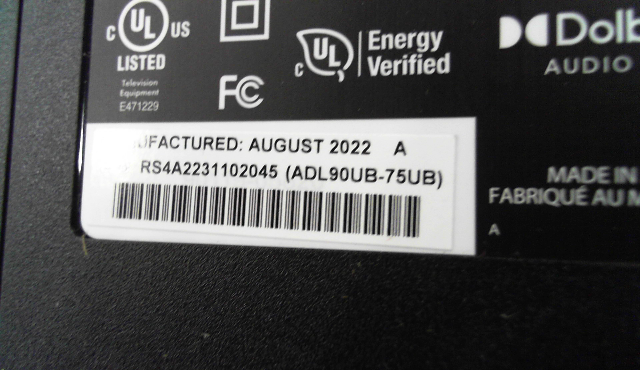 c UL US
LISTED
Television
Equipment
E471229
FC
c UL
Energy
Verified
Dolb
AUDIO
UFACTURED: AUGUST 2022 A
RS4A2231102045 (ADL90UB-75UB)
MADE IN
FABRIQUÉ AU M
A